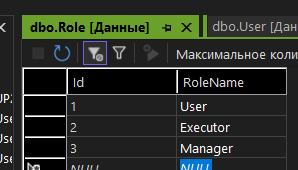 dbo.Role [Данные] dbo.User [Дан
Максимальное коли
Id RoleName
1 User
2 Executor
3 Manager
NULL NULL